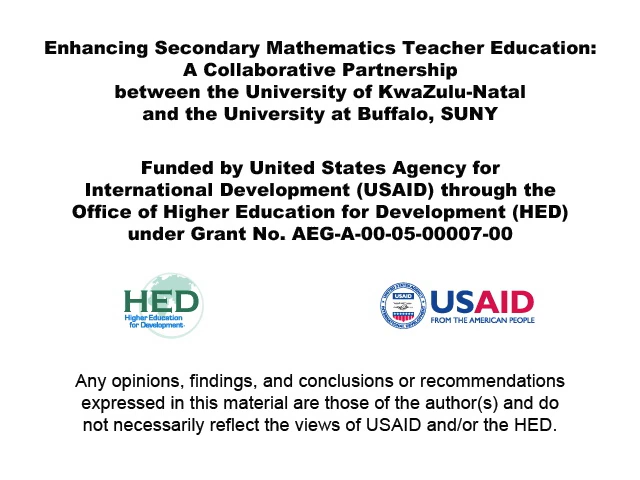 Enhancing Secondary Mathematics Teacher Education:
A Collaborative Partnership
between the University of KwaZulu-Natal
and the University at Buffalo, SUNY
Funded by United States Agency for
International Development (USAID) through the
Office of Higher Education for Development (HED)
under Grant No. AEG-A-00-05-00007-00
HED
Higher Education
for Development
USAID
USAID
FROM THE AMERICAN PEOPLE
Any opinions, findings, and conclusions or recommendations
expressed in this material are those of the author(s) and do
not necessarily reflect the views of USAID and/or the HED.